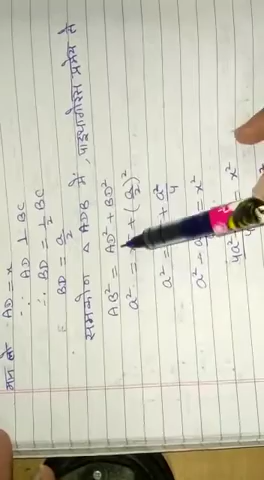 मान लो AD = x
∵ AD ⊥ BC
∴ BD = 1/2 BC
BD = a/2
समकोण △ ADB में, पाइथागोरस प्रमेय से
AB² = AD² + BD²
a² = + (a/2)²
a² = + a²/4
a² = x²
4a² = x²